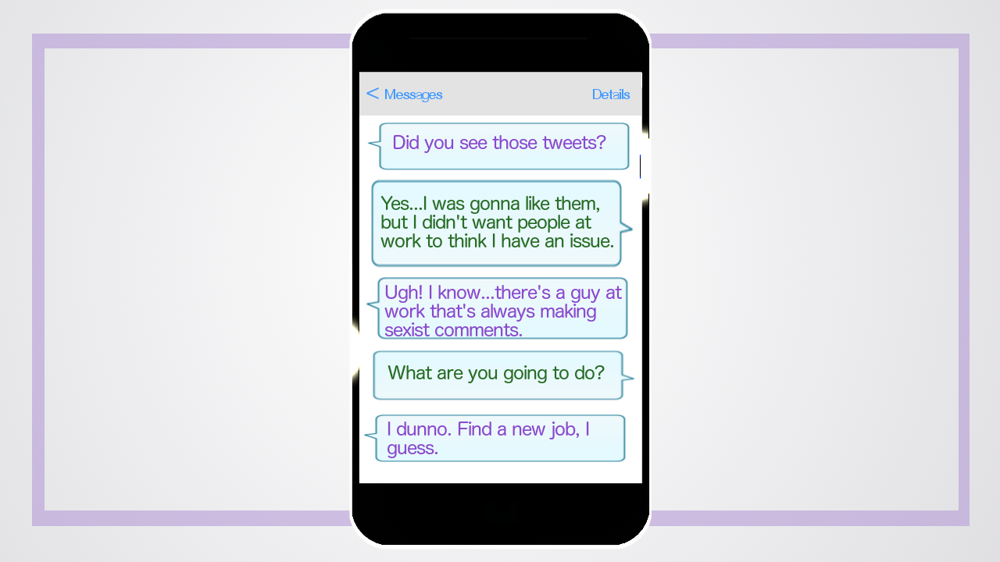 < Messages Details
Did you see those tweets?
Yes...I was gonna like them,
but I didn't want people at
work to think I have an issue.
Ugh! I know...there's a guy at
work that's always making
sexist comments.
What are you going to do?
I dunno. Find a new job, I
guess.